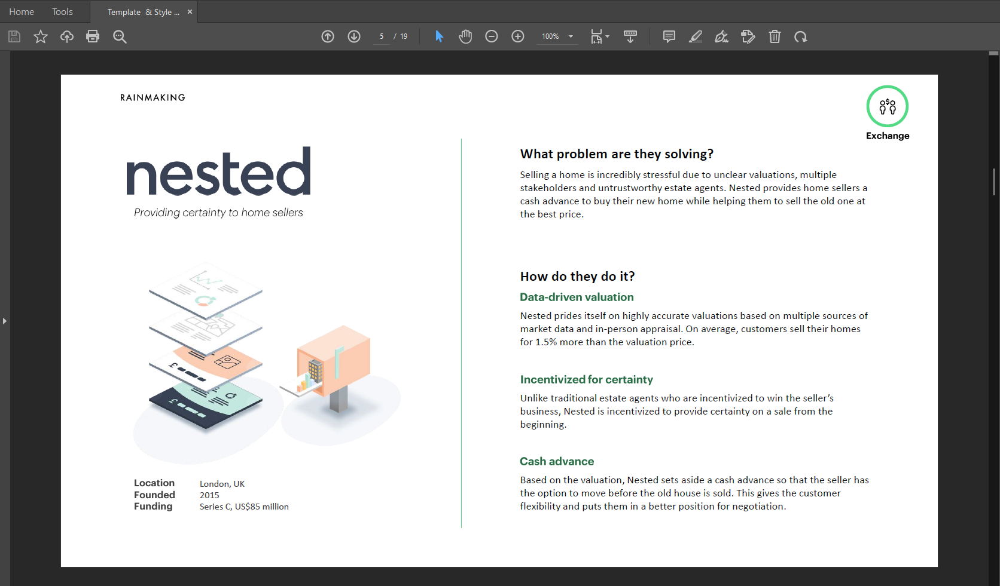 Home Tools Template & Style ...
5 / 19 100%
RAINMAKING
Exchange
nested
Providing certainty to home sellers
£
£
Location London, UK
Founded 2015
Funding Series C, US$85 million
What problem are they solving?
Selling a home is incredibly stressful due to unclear valuations, multiple
stakeholders and untrustworthy estate agents. Nested provides home sellers a
cash advance to buy their new home while helping them to sell the old one at
the best price.
How do they do it?
Data-driven valuation
Nested prides itself on highly accurate valuations based on multiple sources of
market data and in-person appraisal. On average, customers sell their homes
for 1.5% more than the valuation price.
Incentivized for certainty
Unlike traditional estate agents who are incentivized to win the seller’s
business, Nested is incentivized to provide certainty on a sale from the
beginning.
Cash advance
Based on the valuation, Nested sets aside a cash advance so that the seller has
the option to move before the old house is sold. This gives the customer
flexibility and puts them in a better position for negotiation.